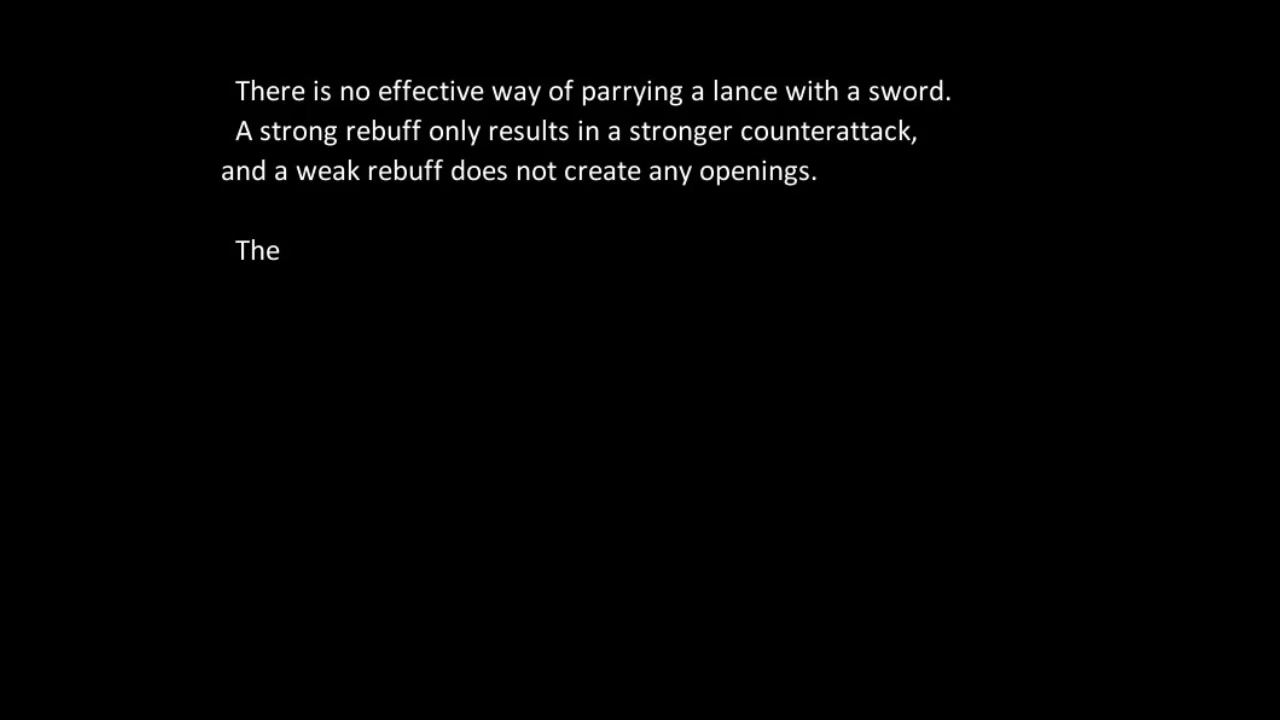 There is no effective way of parrying a lance with a sword.
A strong rebuff only results in a stronger counterattack,
and a weak rebuff does not create any openings.
The